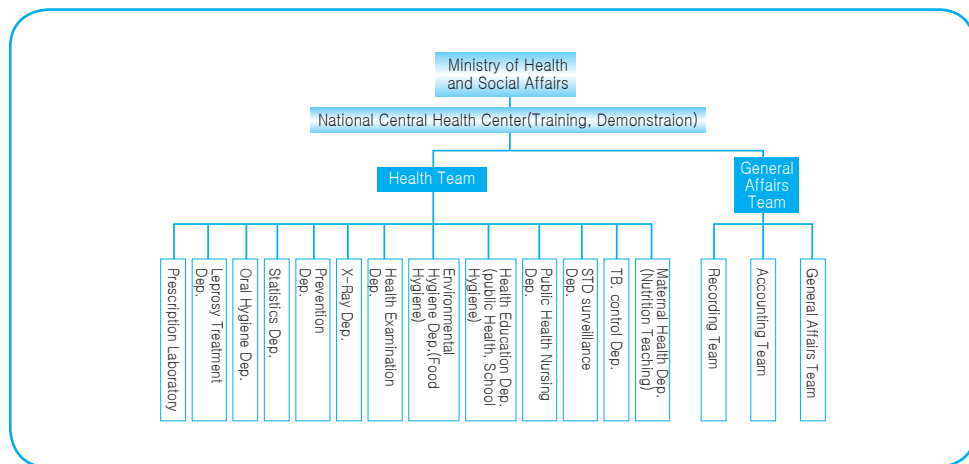 Ministry of Health
and Social Affairs
National Central Health Center(Training, Demonstraion)
Health Team
General
Affairs
Team
Prescription Laboratory
Leprosy Treatment
Dep.
Oral Hygiene Dep.
Statistics Dep.
Prevention
Dep.
X-Ray Dep.
Health Examination
Dep.
Environmental
Hygiene Dep.(Food
Hygiene)
Health Education Dep.
(public Health, School
Hygiene)
Public Health Nursing
Dep.
STD surveillance
Dep.
TB. control Dep.
Maternal Health Dep.
(Nutrition Teaching)
Recording Team
Accounting Team
General Affairs Team